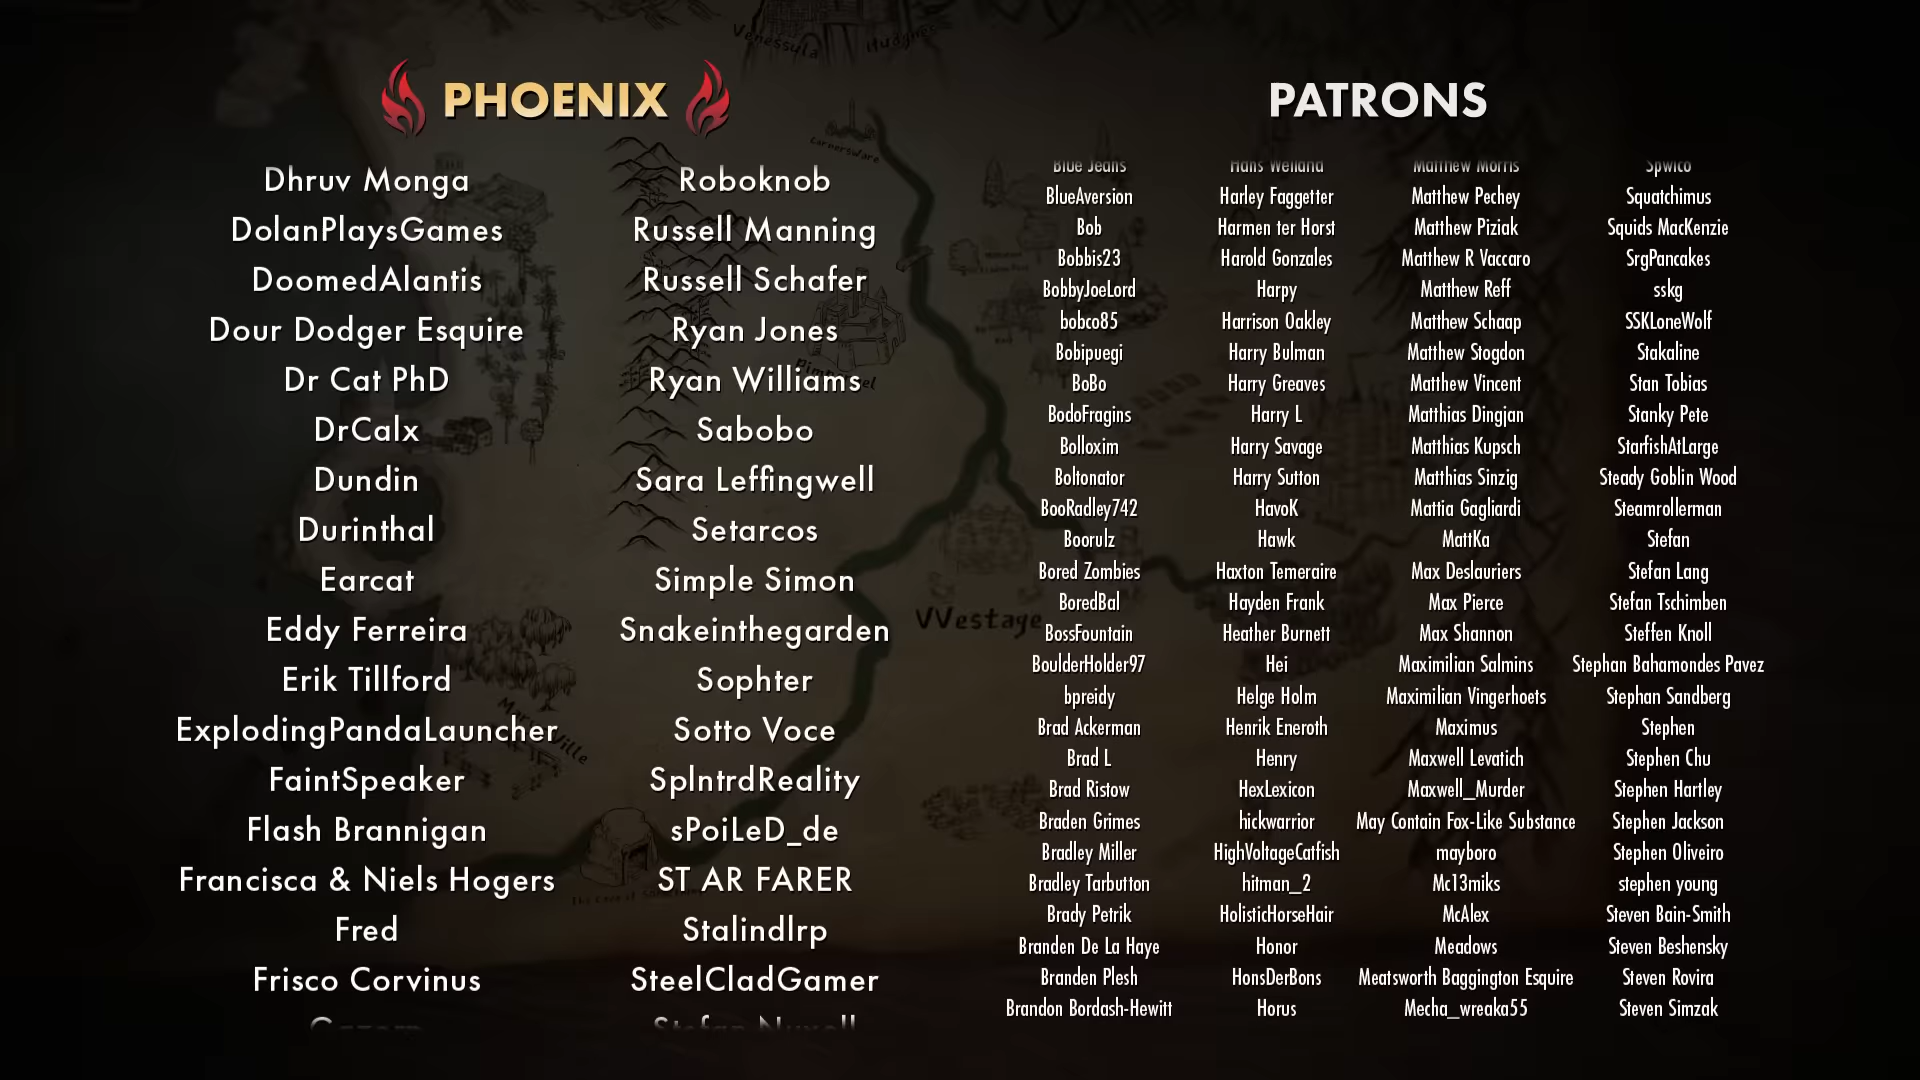 PHOENIX
Dhruv Monga
DolanPlaysGames
DoomedAlantis
Dour Dodger Esquire
Dr Cat PhD
DrCalx
Dundin
Durinthal
Earcat
Eddy Ferreira
Erik Tillford
ExplodingPandaLauncher
FaintSpeaker
Flash Brannigan
Francisca & Niels Hogers
Fred
Frisco Corvinus
Roboknob
Russell Manning
Russell Schafer
Ryan Jones
Ryan Williams
Sabobo
Sara Leffingwell
Setarcos
Simple Simon
Snakeinthegarden
Sophter
Sotto Voce
SplntrdReality
sPoiLeD_de
ST AR FARER
Stalindlrp
SteelCladGamer
PATRONS
Blue Jeans
BlueAversion
Bob
Bobbis23
BobbyJoeLord
bobco85
Bobipuegi
BoBo
BodoFragins
Bolloxim
Boltonator
BooRadley742
Boorulz
Bored Zombies
BoredBal
BossFountain
BoulderHolder97
bpreidy
Brad Ackerman
Brad L
Brad Ristow
Braden Grimes
Bradley Miller
Bradley Tarbutton
Brady Petrik
Branden De La Haye
Branden Plesh
Brandon Bordash-Hewitt
Hans Weiland
Harley Faggetter
Harmen ter Horst
Harold Gonzales
Harpy
Harrison Oakley
Harry Bulman
Harry Greaves
Harry L
Harry Savage
Harry Sutton
HavoK
Hawk
Haxton Temeraire
Hayden Frank
Heather Burnett
Hei
Helge Holm
Henrik Eneroth
Henry
HexLexicon
hickwarrior
HighVoltageCatfish
hitman_2
HolisticHorseHair
Honor
HonsDerBons
Horus
Matthew Morris
Matthew Pechey
Matthew Piziak
Matthew R Vaccaro
Matthew Reff
Matthew Schaap
Matthew Stogdon
Matthew Vincent
Matthias Dingjan
Matthias Kupsch
Matthias Sinzig
Mattia Gagliardi
MattKa
Max Deslauriers
Max Pierce
Max Shannon
Maximilian Salmins
Maximilian Vingerhoets
Maximus
Maxwell Levatich
Maxwell_Murder
May Contain Fox-Like Substance
mayboro
Mc13miks
McAlex
Meadows
Meatsworth Baggington Esquire
Mecha_wreaka55
Spwico
Squatchimus
Squids MacKenzie
SrgPancakes
sskg
SSKLoneWolf
Stakaline
Stan Tobias
Stanky Pete
StarfishAtLarge
Steady Goblin Wood
Steamrollerman
Stefan
Stefan Lang
Stefan Tschimben
Steffen Knoll
Stephan Bahamondes Pavez
Stephan Sandberg
Stephen
Stephen Chu
Stephen Hartley
Stephen Jackson
Stephen Oliveiro
stephen young
Steven Bain-Smith
Steven Beshensky
Steven Rovira
Steven Simzak
Westage